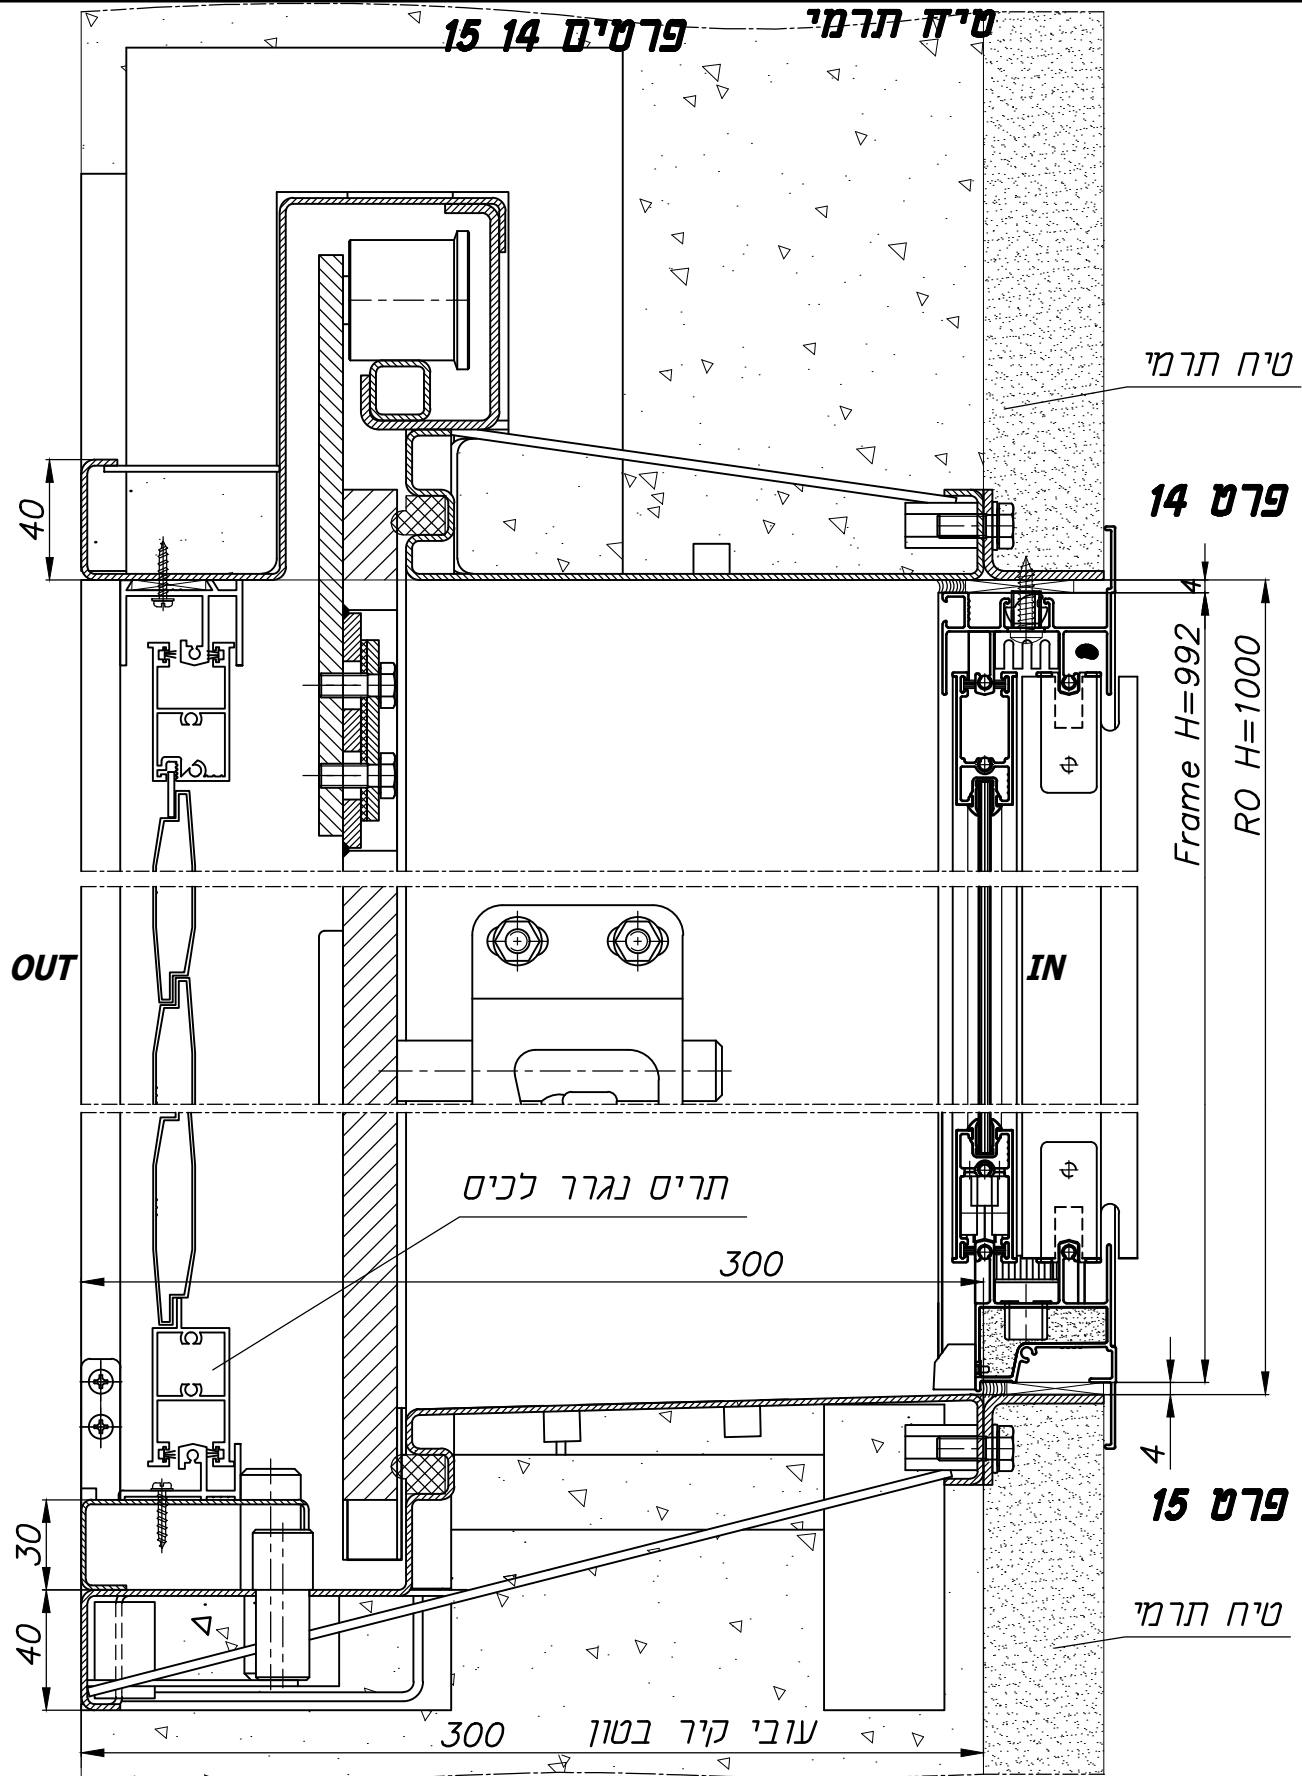 פרטים 14 15
טיח תרמי
טיח תרמי
פרט 14
40
4
Frame H=992
RO H=1000
OUT
IN
תריס נגרר לכיס
300
4
פרט 15
30
40
טיח תרמי
300
עובי קיר בטון